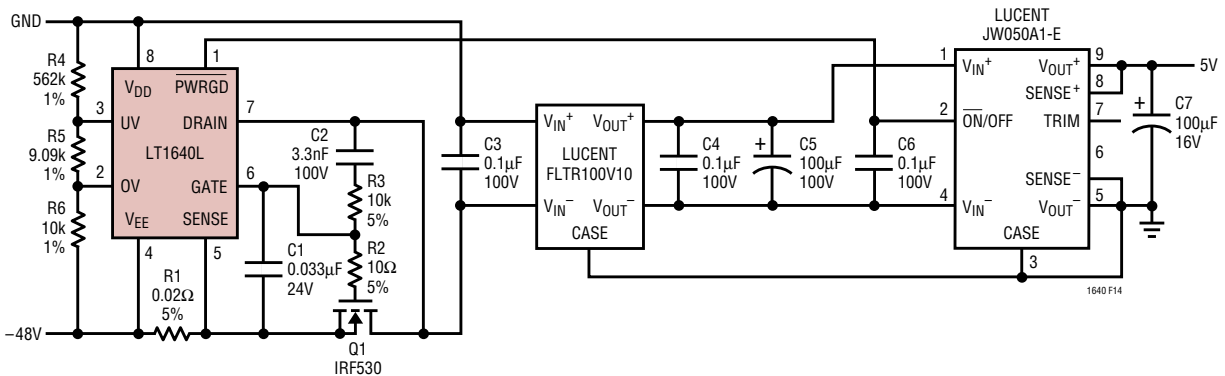 GND
R4
562k
1%
R5
9.09k
1%
R6
10k
1%
–48V
8
1
VDD
PWRGD
3
UV
DRAIN
7
LT1640L
2
OV
GATE
6
VEE
SENSE
4
5
R1
0.02Ω
5%
C1
0.033µF
24V
C2
3.3nF
100V
R3
10k
5%
R2
10Ω
5%
Q1
IRF530
C3
0.1µF
100V
VIN+
VOUT+
LUCENT
FLTR100V10
VIN–
VOUT–
CASE
C4
0.1µF
100V
+
C5
100µF
100V
C6
0.1µF
100V
LUCENT
JW050A1-E
1
VIN+
VOUT+
9
SENSE+
8
2
ON/OFF
TRIM
7
6
SENSE–
4
VIN–
VOUT–
5
CASE
3
+
C7
100µF
16V
5V
1640 F14